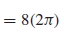 = 8(2π)